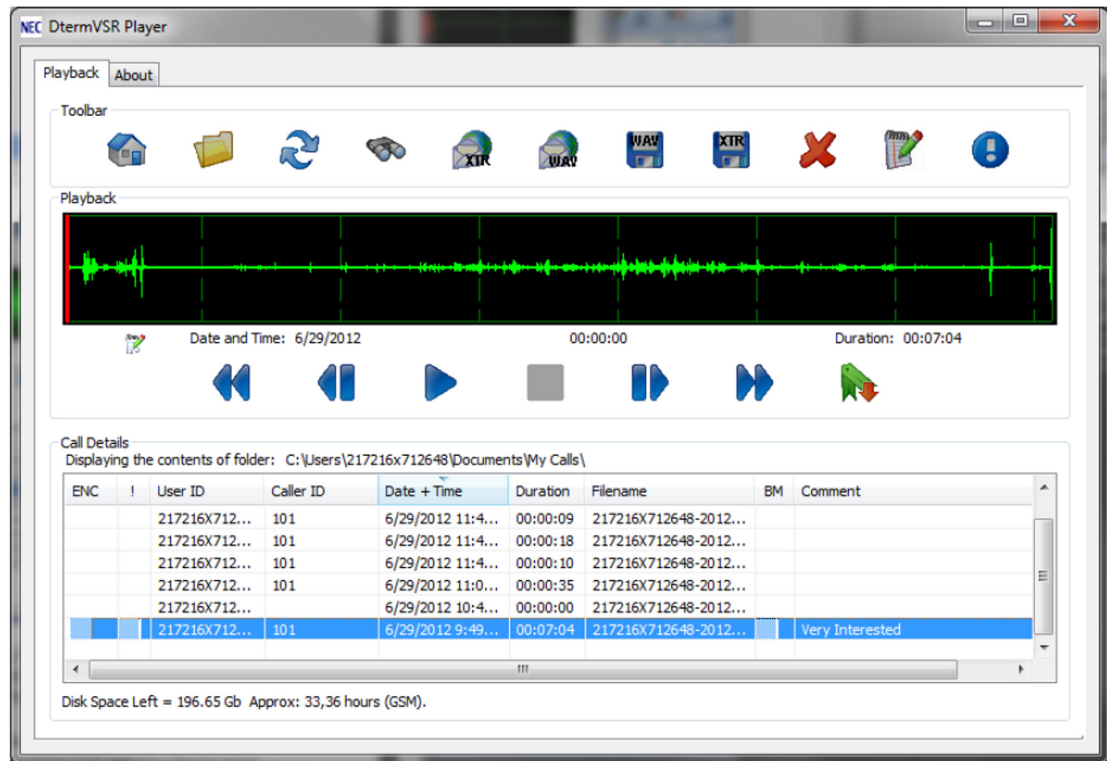 NEC DtermVSR Player
Playback About
Toolbar
XTR WAV WAV XTR
Playback
Date and Time: 6/29/2012 00:00:00 Duration: 00:07:04
Call Details
Displaying the contents of folder: C:\Users\217216x712648\Documents\My Calls\
ENC ! User ID Caller ID Date + Time Duration Filename BM Comment
217216X712... 101 6/29/2012 11:4... 00:00:09 217216X712648-2012...
217216X712... 101 6/29/2012 11:4... 00:00:18 217216X712648-2012...
217216X712... 101 6/29/2012 11:4... 00:00:10 217216X712648-2012...
217216X712... 101 6/29/2012 11:0... 00:00:35 217216X712648-2012...
217216X712... 6/29/2012 10:4... 00:00:00 217216X712648-2012...
217216X712... 101 6/29/2012 9:49... 00:07:04 217216X712648-2012... Very Interested
Disk Space Left = 196.65 Gb Approx: 33,36 hours (GSM).